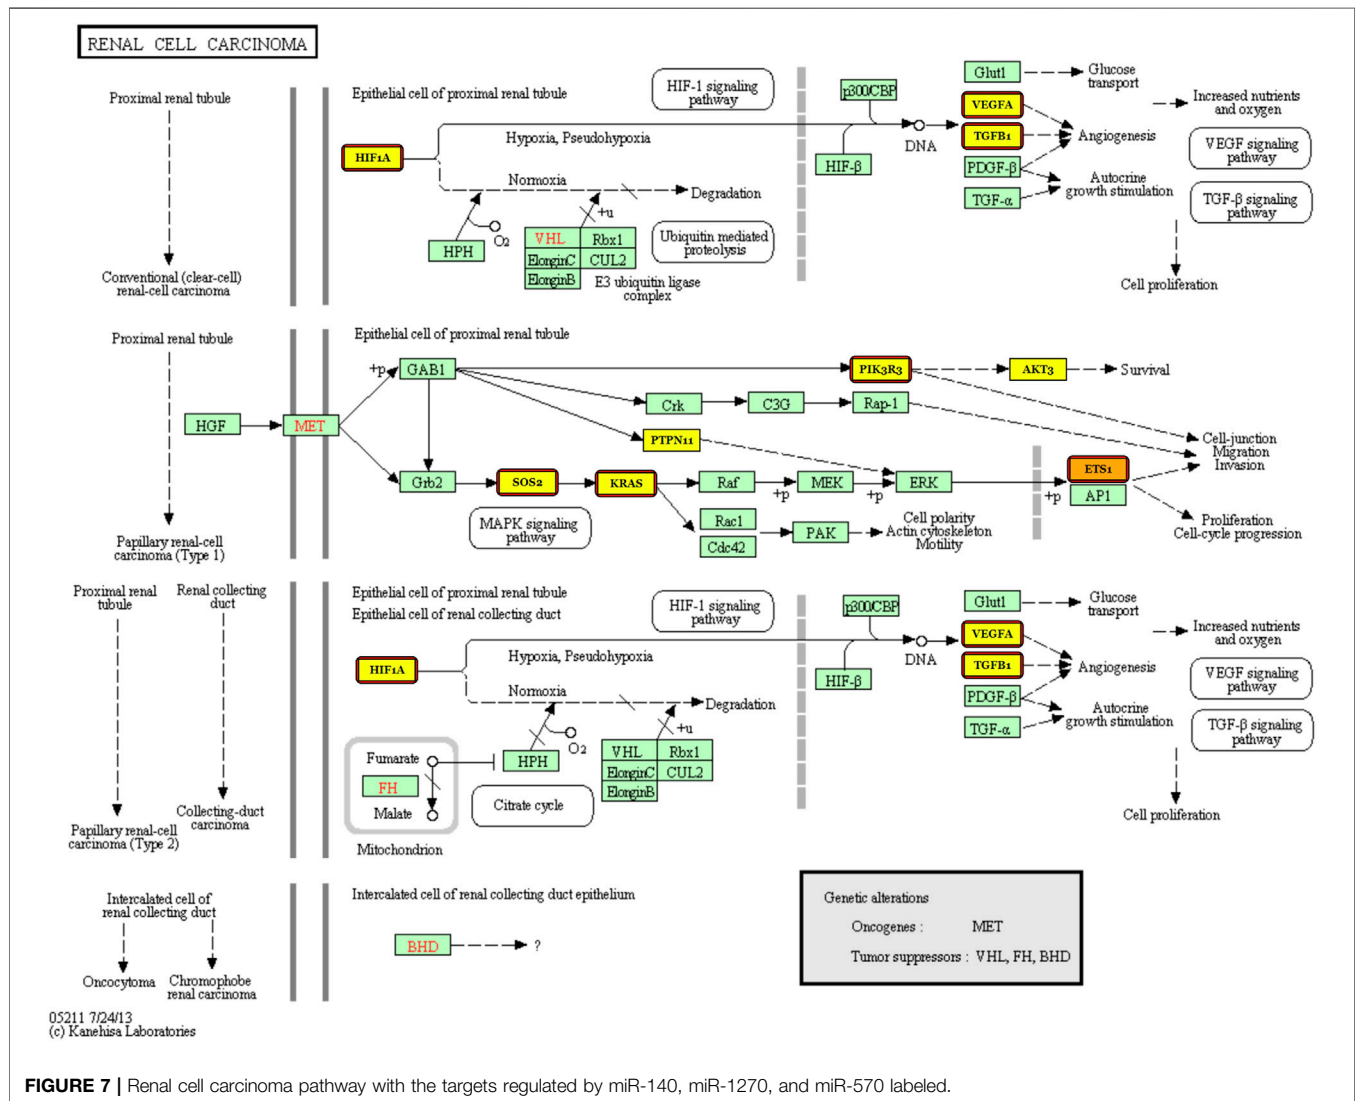 RENAL CELL CARCINOMA
Proximal renal tubule
Conventional (clear-cell)
renal-cell carcinoma
Epithelial cell of proximal renal tubule
HIF-1 signaling
pathway
HIF1A
Hypoxia, Pseudohypoxia
Normoxia
Degradation
HPH
O2
+u
VHL
Rbx1
ElonginC
CUL2
ElonginB
E3 ubiquitin ligase
complex
Ubiquitin mediated
proteolysis
p300/CBP
HIF-β
DNA
Glut1
Glucose
transport
VEGFA
TGFB1
PDGF-β
TGF-α
Angiogenesis
Autocrine
growth stimulation
Increased nutrients
and oxygen
VEGF signaling
pathway
TGF-β signaling
pathway
Cell proliferation
Proximal renal tubule
Papillary renal-cell
carcinoma (Type 1)
Epithelial cell of proximal renal tubule
HGF
MET
+p
GAB1
PIK3R3
AKT3
Survival
Crk
C3G
Rap-1
PTPN11
Cell-junction
Migration
Invasion
Grb2
SOS2
KRAS
Raf
+p
MEK
+p
ERK
+p
ETS1
AP1
MAPK signaling
pathway
Rac1
Cdc42
PAK
Cell polarity
Actin cytoskeleton
Motility
Proliferation
Cell-cycle progression
Proximal renal
tubule
Renal collecting
duct
Papillary renal-cell
carcinoma (Type 2)
Collecting-duct
carcinoma
Epithelial cell of proximal renal tubule
Epithelial cell of renal collecting duct
HIF-1 signaling
pathway
HIF1A
Hypoxia, Pseudohypoxia
Normoxia
Degradation
O2
+u
HPH
VHL
Rbx1
ElonginC
CUL2
ElonginB
Fumarate
FH
Malate
Mitochondrion
Citrate cycle
p300/CBP
HIF-β
DNA
Glut1
Glucose
transport
VEGFA
TGFB1
PDGF-β
TGF-α
Angiogenesis
Autocrine
growth stimulation
Increased nutrients
and oxygen
VEGF signaling
pathway
TGF-β signaling
pathway
Cell proliferation
Intercalated cell of
renal collecting duct
Oncocytoma
Chromophobe
renal carcinoma
Intercalated cell of renal collecting duct epithelium
BHD
?
Genetic alterations
Oncogenes : MET
Tumor suppressors : VHL, FH, BHD
05211 7/24/13
(c) Kanehisa Laboratories
FIGURE 7 | Renal cell carcinoma pathway with the targets regulated by miR-140, miR-1270, and miR-570 labeled.